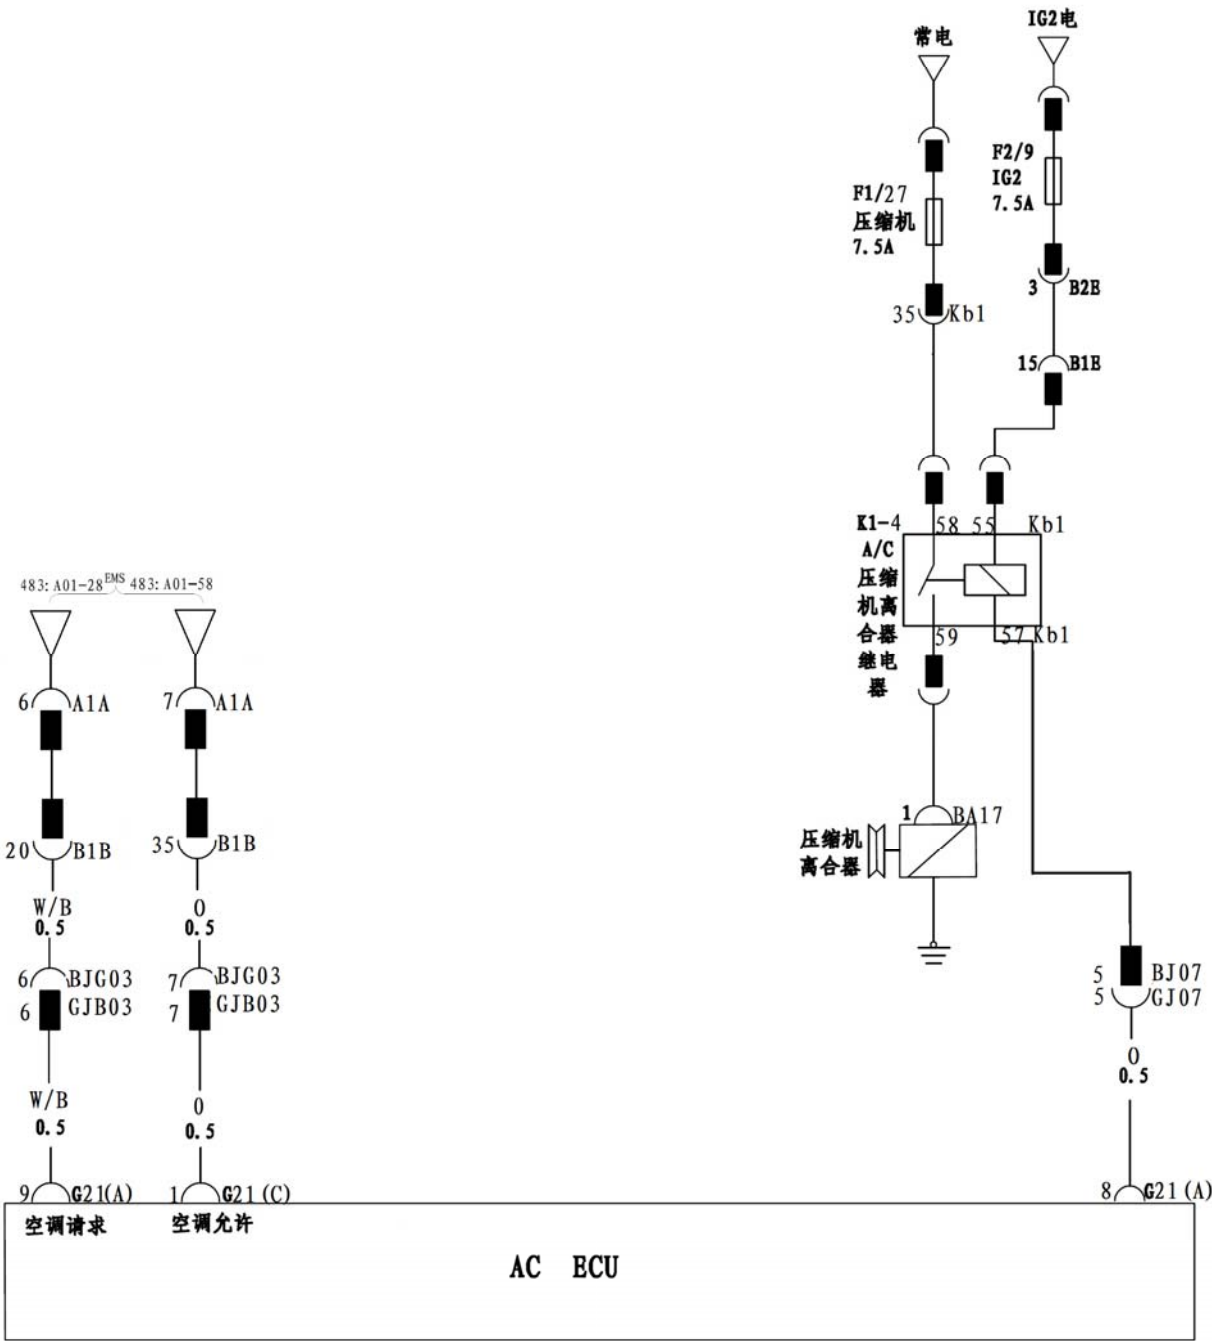 IG2电
常电
F2/9
IG2
7.5A
F1/27
压缩机
7.5A
3 B2E
35 Kb1
15 B1E
K1-4 58 55 Kb1
A/C
压缩
机离
合器
继电
器
59 57 Kb1
483: A01-28 EMS 483: A01-58
6 A1A 7 A1A
1 BA17
压缩机
离合器
20 B1B 35 B1B
W/B O
0.5 0.5
6 BJG03 7 BJG03
6 GJB03 7 GJB03
5 BJ07
5 GJ07
O
0.5
W/B O
0.5 0.5
9 G21(A) 1 G21(C) 8 G21(A)
空调请求 空调允许
AC ECU